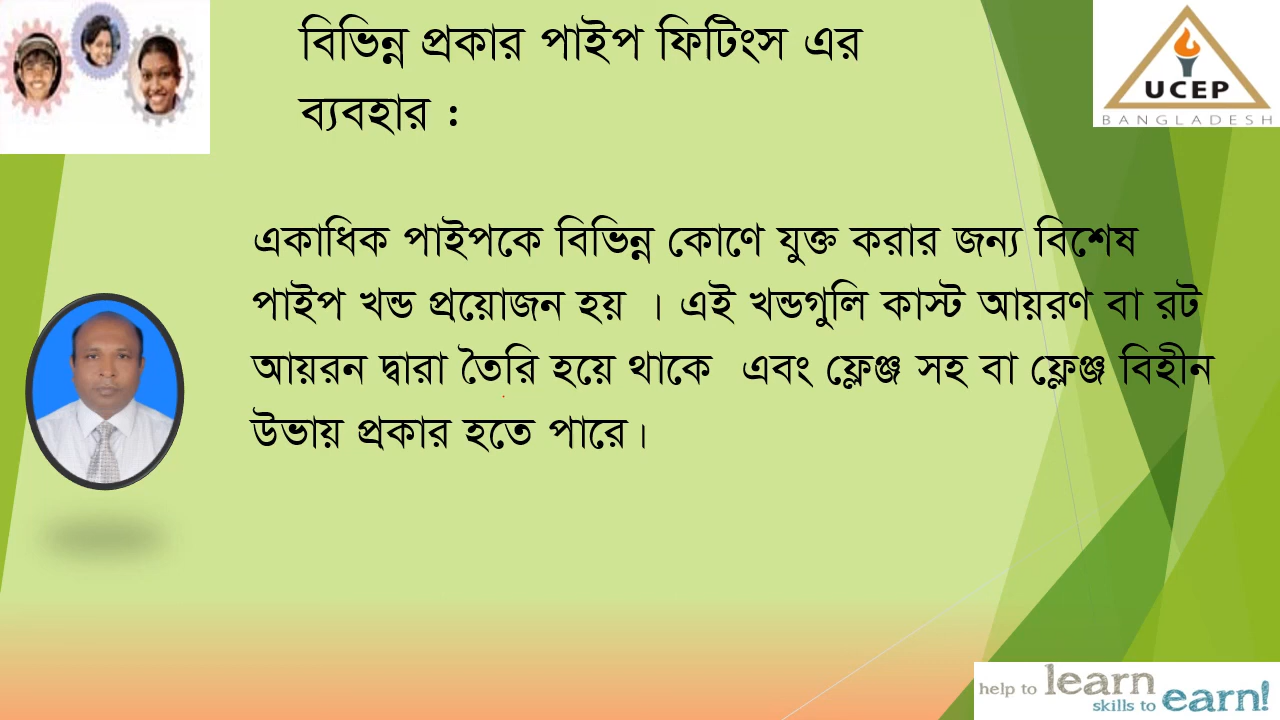 বিভিন্ন প্রকার পাইপ ফিটিংস এর
ব্যবহার :
UCEP
BANGLADESH
একাধিক পাইপকে বিভিন্ন কোণে যুক্ত করার জন্য বিশেষ
পাইপ খন্ড প্রয়োজন হয় । এই খন্ডগুলি কাস্ট আয়রণ বা রট
আয়রন দ্বারা তৈরি হয়ে থাকে এবং ফ্লেঞ্জ সহ বা ফ্লেঞ্জ বিহীন
উভায় প্রকার হতে পারে।
help to learn
skills to earn!